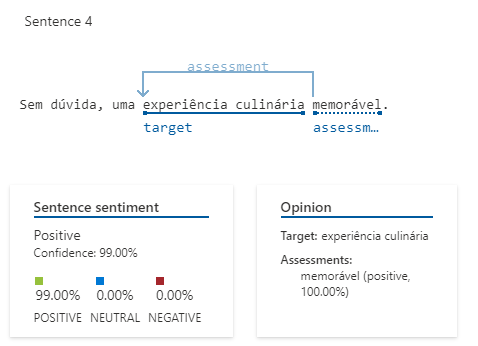 Sentence 4
assessment
Sem dúvida, uma experiência culinária memorável.
target assessm…
Sentence sentiment
Positive
Confidence: 99.00%
99.00% 0.00% 0.00%
POSITIVE NEUTRAL NEGATIVE
Opinion
Target: experiência culinária
Assessments:
memorável (positive,
100.00%)